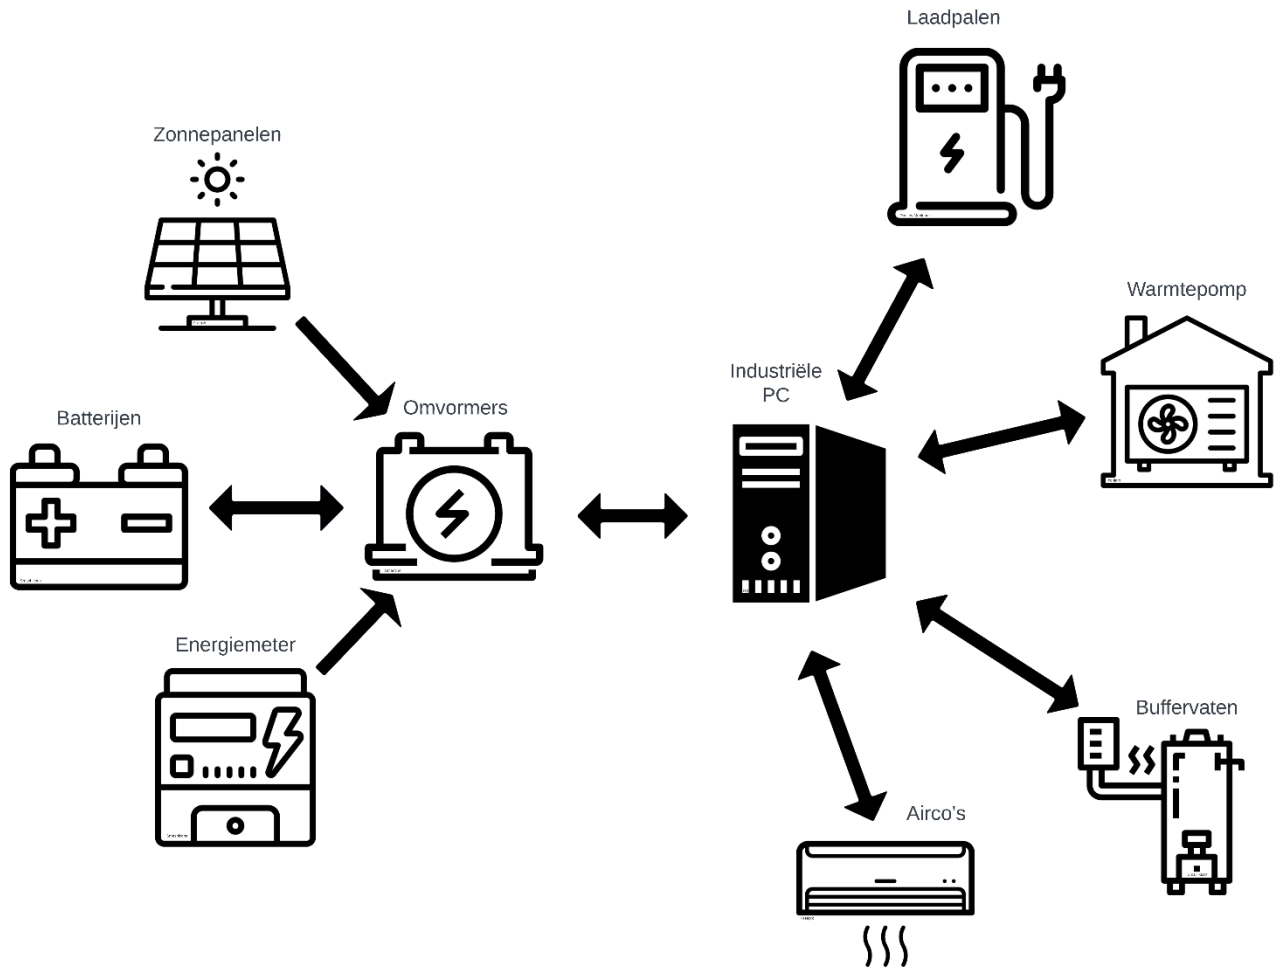 Laadpalen
Zonnepanelen
Warmtepomp
Industriële
PC
Batterijen
Omvormers
Energiemeter
Buffervaten
Airco's